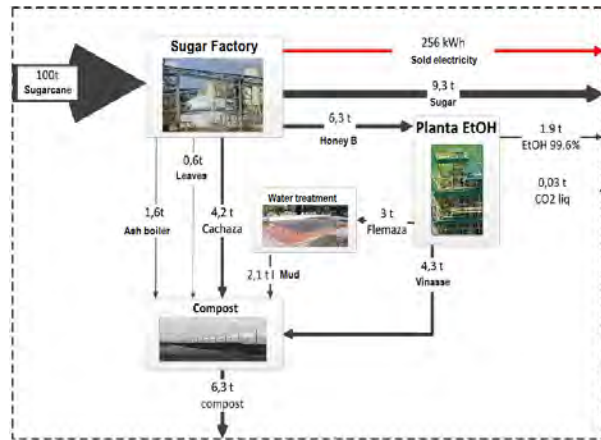 Sugar Factory
256 kWh
Sold electricity
100t
Sugarcane
9,3 t
Sugar
6,3 t
Honey B
Planta EtOH
1.9 t
EtOH 99.6%
0,6t
Leaves
0,03 t
CO2 liq
Water treatment
1,6t
Ash boiler
4,2 t
Cachaza
3 t
Flemaza
2,1 t
Mud
4,3 t
Vinasse
Compost
6,3 t
compost